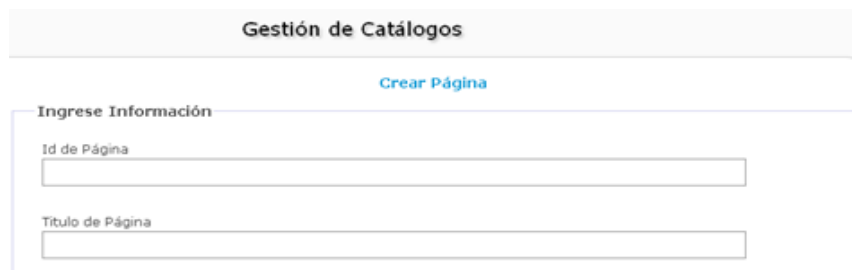 Gestión de Catálogos
Crear Página
Ingrese Información
Id de Página
Titulo de Página